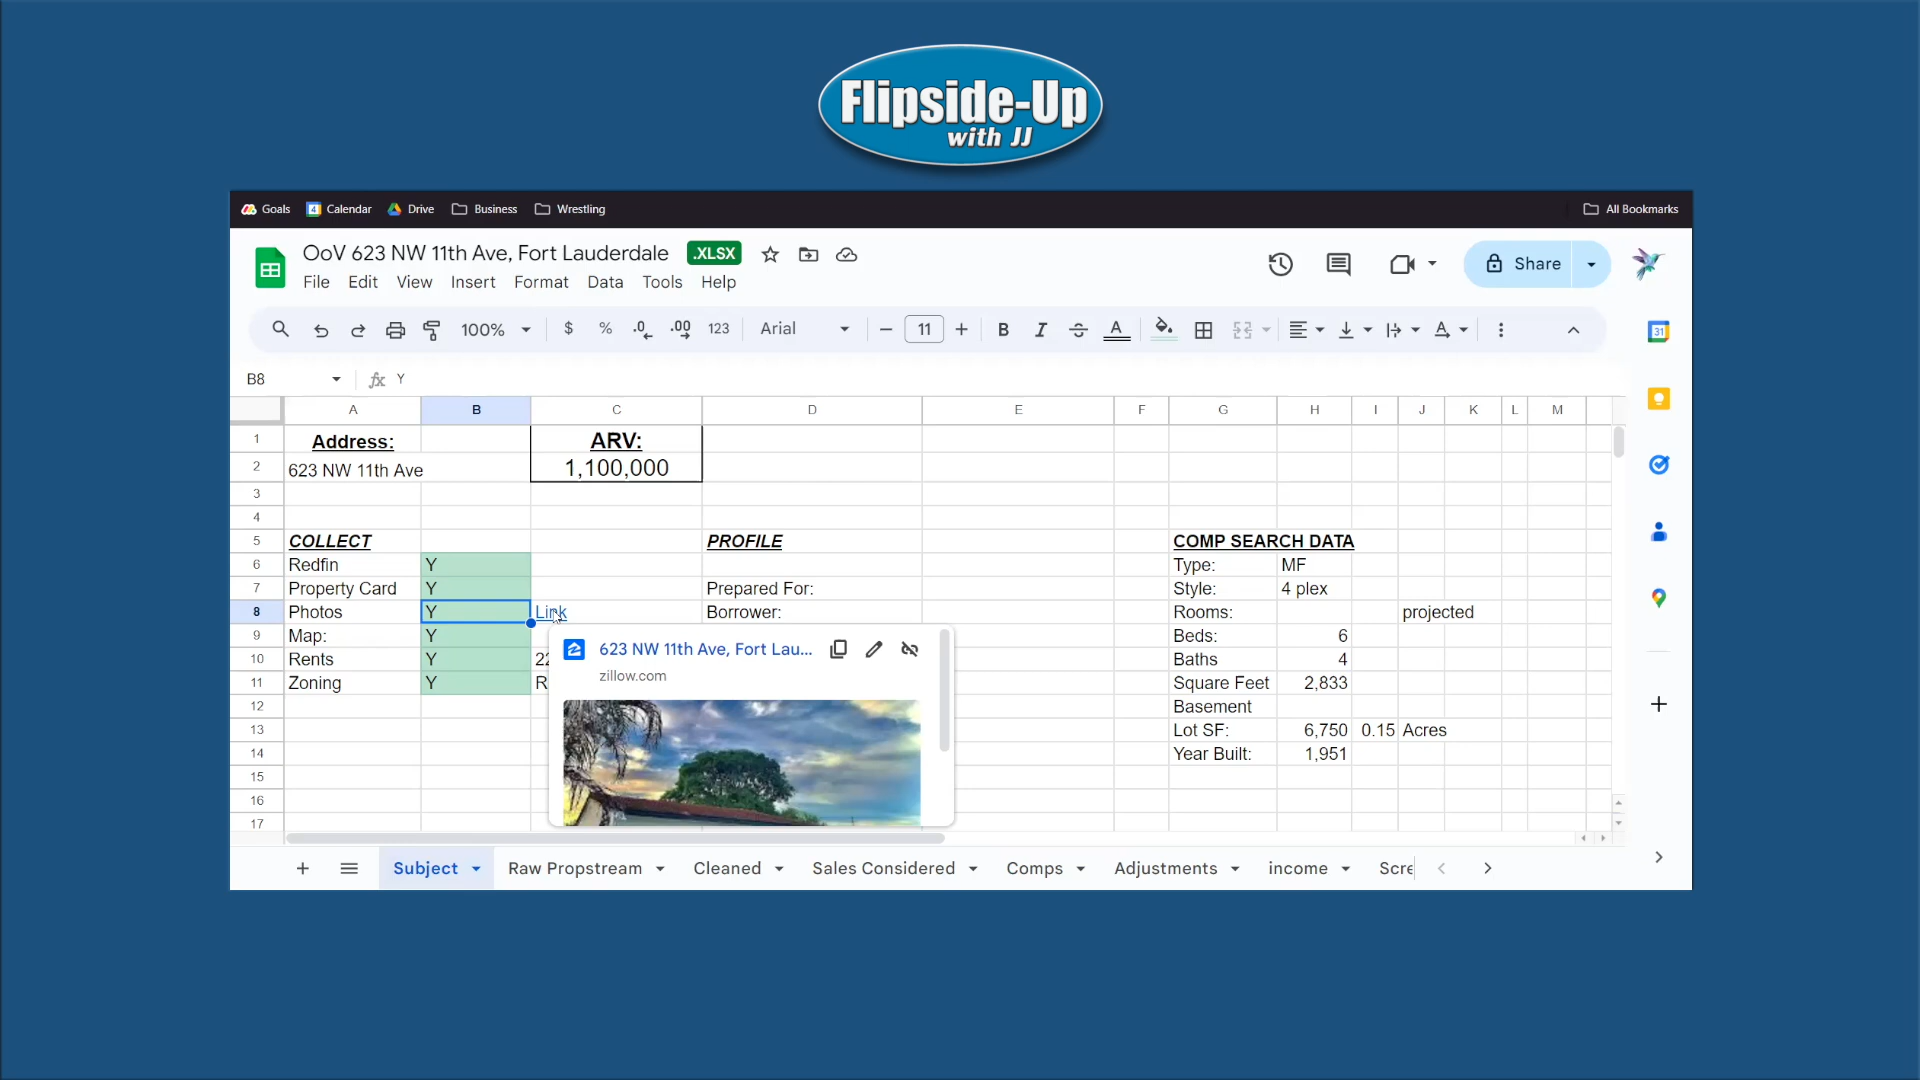 Flipside-Up
with JJ
Goals Calendar Drive Business Wrestling All Bookmarks
OoV 623 NW 11th Ave, Fort Lauderdale .XLSX
File Edit View Insert Format Data Tools Help
Share
100% $ % .0 .00 123 Arial 11 B I A
31
B8 fx Y
A B C D E F G H I J K L M
1 Address: ARV:
2 623 NW 11th Ave 1,100,000
3
4
5 COLLECT PROFILE COMP SEARCH DATA
6 Redfin Y Type: MF
7 Property Card Y Prepared For: Style: 4 plex
8 Photos Y Link Borrower: Rooms: projected
9 Map: Y Beds: 6
10 Rents Y 22 Baths 4
11 Zoning Y R Square Feet 2,833
12 Basement
13 Lot SF: 6,750 0.15 Acres
14 Year Built: 1,951
15
16
17
623 NW 11th Ave, Fort Lau...
zillow.com
Subject Raw Propstream Cleaned Sales Considered Comps Adjustments income Scre